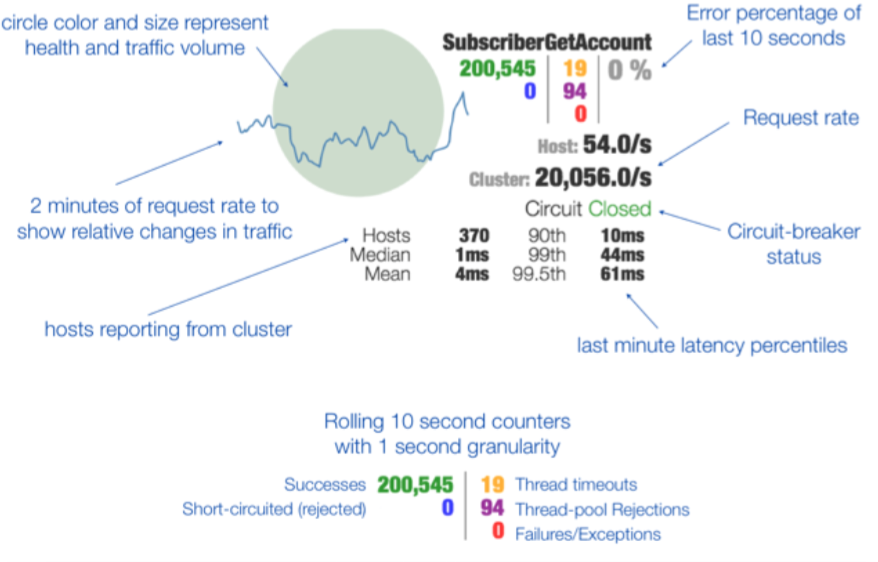 circle color and size represent
health and traffic volume
Error percentage of
last 10 seconds
SubscriberGetAccount
200,545 19 0 %
0 94
0
Request rate
Host: 54.0/s
Cluster: 20,056.0/s
2 minutes of request rate to
show relative changes in traffic
Circuit Closed
Circuit-breaker
status
Hosts 370 90th 10ms
Median 1ms 99th 44ms
Mean 4ms 99.5th 61ms
hosts reporting from cluster
last minute latency percentiles
Rolling 10 second counters
with 1 second granularity
Successes 200,545 19 Thread timeouts
Short-circuited (rejected) 0 94 Thread-pool Rejections
0 Failures/Exceptions